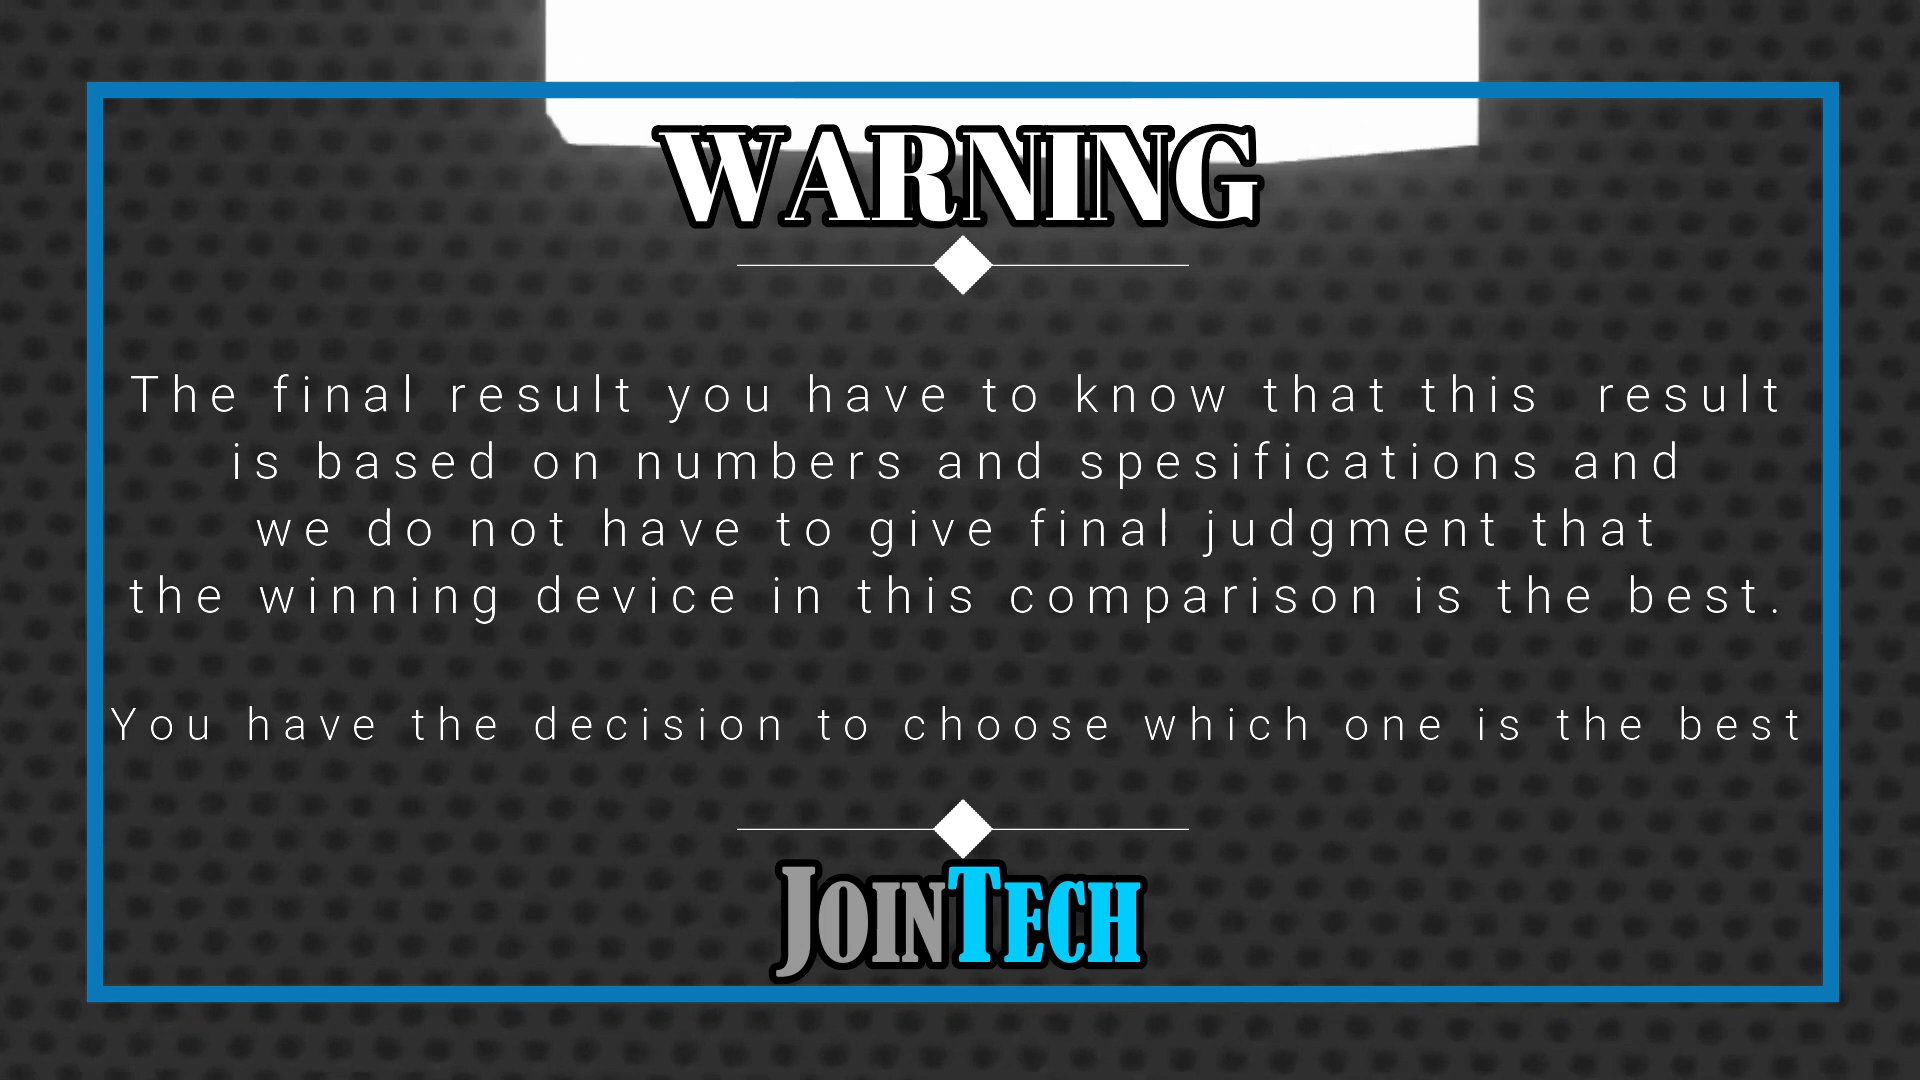 WARNING
The final result you have to know that this result
is based on numbers and spesifications and
we do not have to give final judgment that
the winning device in this comparison is the best.
You have the decision to choose which one is the best
JOINTECH